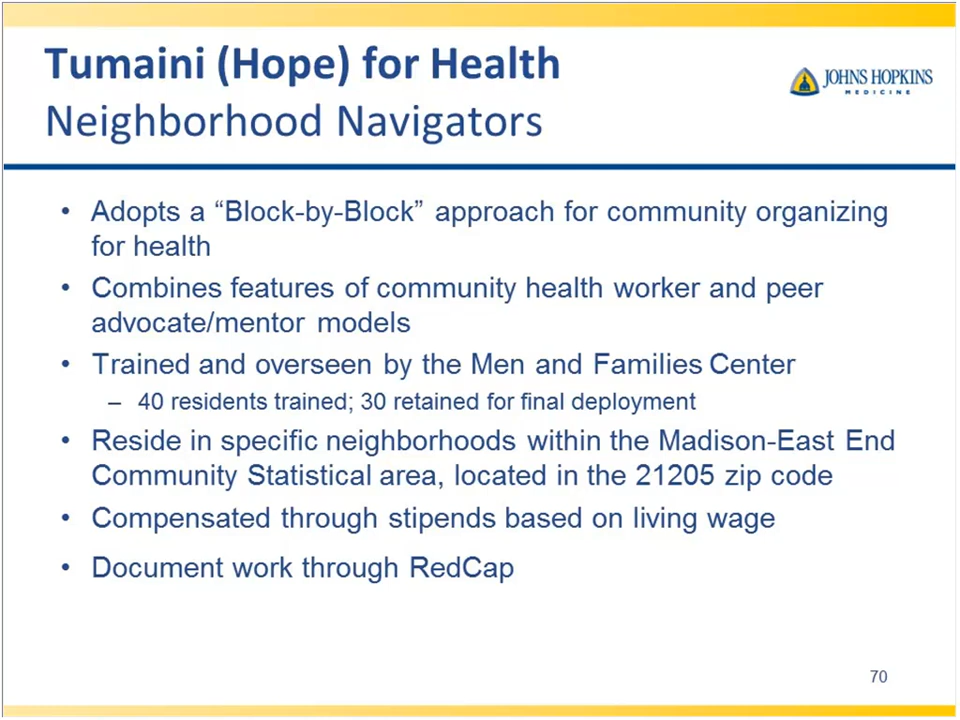 Tumaini (Hope) for Health
Neighborhood Navigators
JOHNS HOPKINS
MEDICINE
• Adopts a “Block-by-Block” approach for community organizing
for health
• Combines features of community health worker and peer
advocate/mentor models
• Trained and overseen by the Men and Families Center
– 40 residents trained; 30 retained for final deployment
• Reside in specific neighborhoods within the Madison-East End
Community Statistical area, located in the 21205 zip code
• Compensated through stipends based on living wage
• Document work through RedCap
70